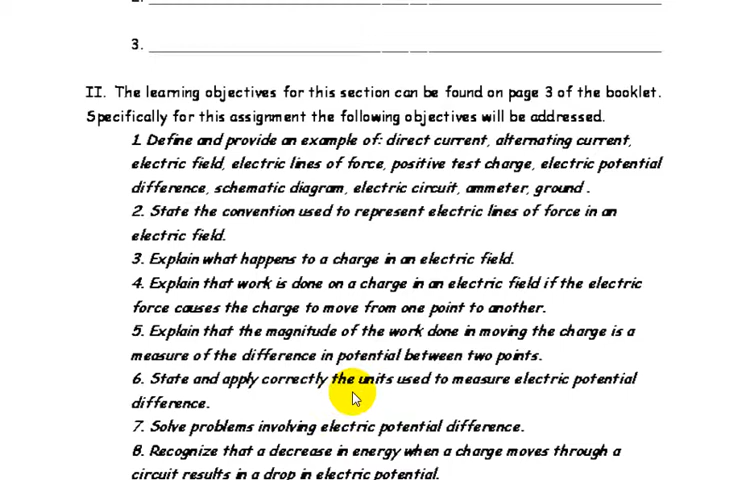 3.
II. The learning objectives for this section can be found on page 3 of the booklet.
Specifically for this assignment the following objectives will be addressed.
1. Define and provide an example of: direct current, alternating current,
electric field, electric lines of force, positive test charge, electric potential
difference, schematic diagram, electric circuit, ammeter, ground .
2. State the convention used to represent electric lines of force in an
electric field.
3. Explain what happens to a charge in an electric field.
4. Explain that work is done on a charge in an electric field if the electric
force causes the charge to move from one point to another.
5. Explain that the magnitude of the work done in moving the charge is a
measure of the difference in potential between two points.
6. State and apply correctly the units used to measure electric potential
difference.
7. Solve problems involving electric potential difference.
8. Recognize that a decrease in energy when a charge moves through a
circuit results in a drop in electric potential.